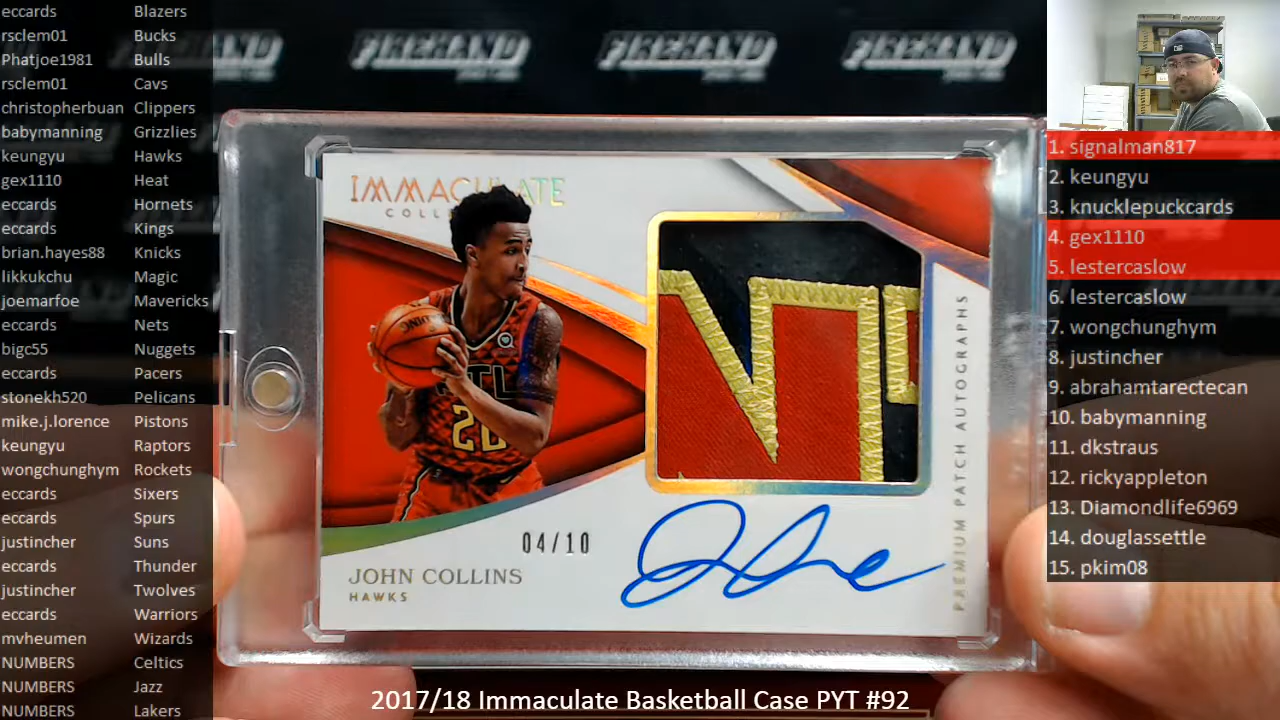 eccards Blazers
rsclem01 Bucks
Phatjoe1981 Bulls
rsclem01 Cavs
christopherbuan Clippers
babymanning Grizzlies
keungyu Hawks
gex1110 Heat
eccards Hornets
eccards Kings
brian.hayes88 Knicks
likkukchu Magic
joemarfoe Mavericks
eccards Nets
bigc55 Nuggets
eccards Pacers
stonekh520 Pelicans
mike.j.lorence Pistons
keungyu Raptors
wongchunghym Rockets
eccards Sixers
eccards Spurs
justincher Suns
eccards Thunder
justincher Twolves
eccards Warriors
mvheumen Wizards
NUMBERS Celtics
NUMBERS Jazz
NUMBERS Lakers
FIREHAND FIREHAND FIREHAND
IMMACULATE
ATL
20
04/10
JOHN COLLINS
HAWKS
PREMIUM PATCH AUTOGRAPHS
1. signalman817
2. keungyu
3. knucklepuckcards
4. gex1110
5. lestercaslow
6. lestercaslow
7. wongchunghym
8. justincher
9. abrahamtarectecan
10. babymanning
11. dkstraus
12. rickyappleton
13. Diamondlife6969
14. douglassettle
15. pkim08
2017/18 Immaculate Basketball Case PYT #92